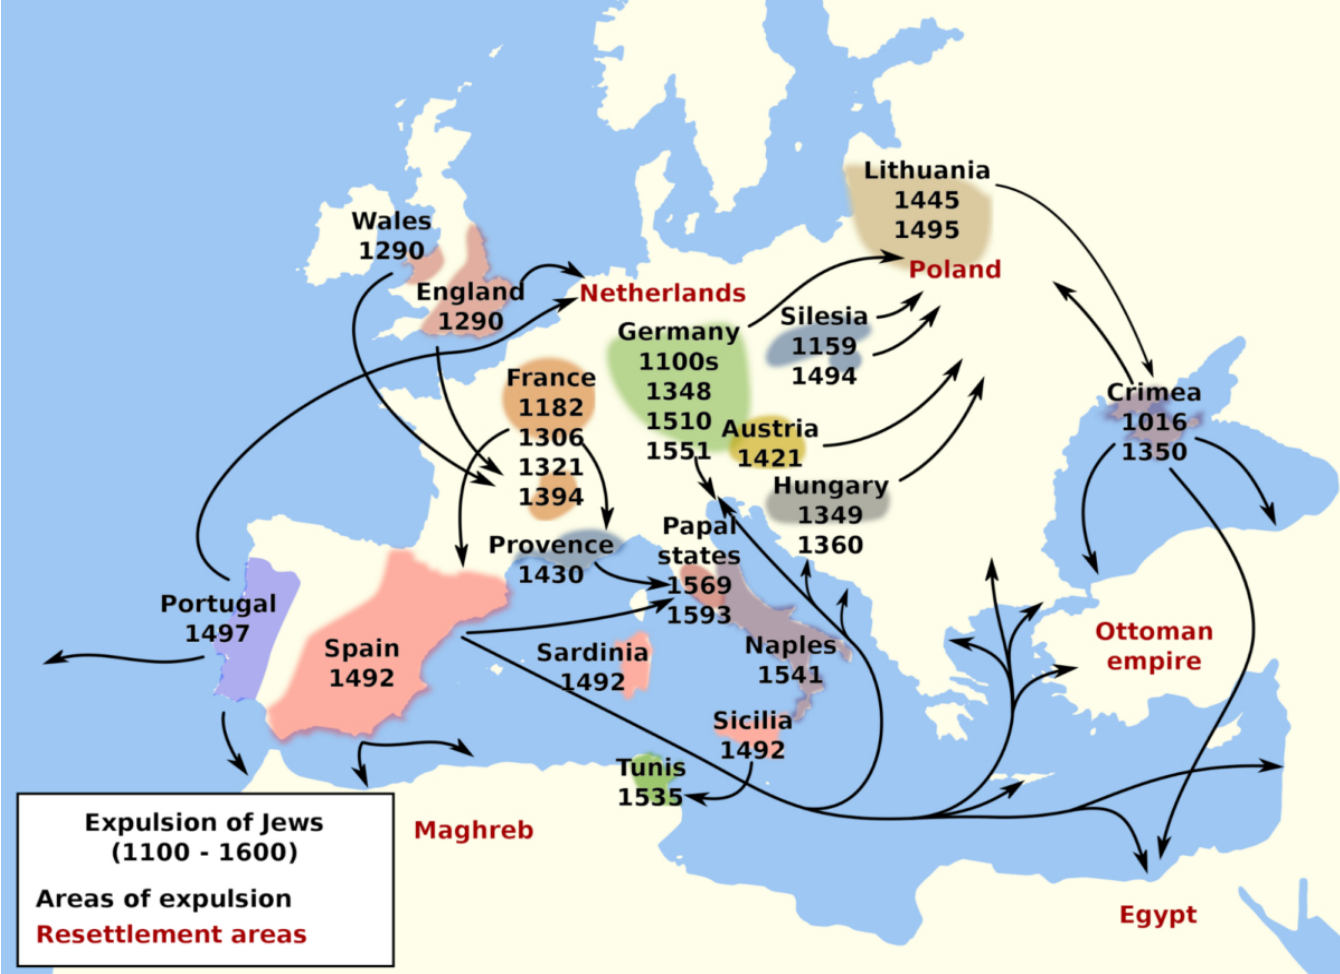 Lithuania
1445
1495
Wales
1290
Poland
England
1290
Netherlands
Silesia
1159
1494
Germany
1100s
1348
1510
1551
France
1182
1306
1321
1394
Crimea
1016
1350
Austria
1421
Hungary
1349
1360
Papal
states
1569
1593
Provence
1430
Portugal
1497
Spain
1492
Sardinia
1492
Naples
1541
Ottoman
empire
Sicilia
1492
Tunis
1535
Maghreb
Egypt
Expulsion of Jews
(1100 - 1600)
Areas of expulsion
Resettlement areas